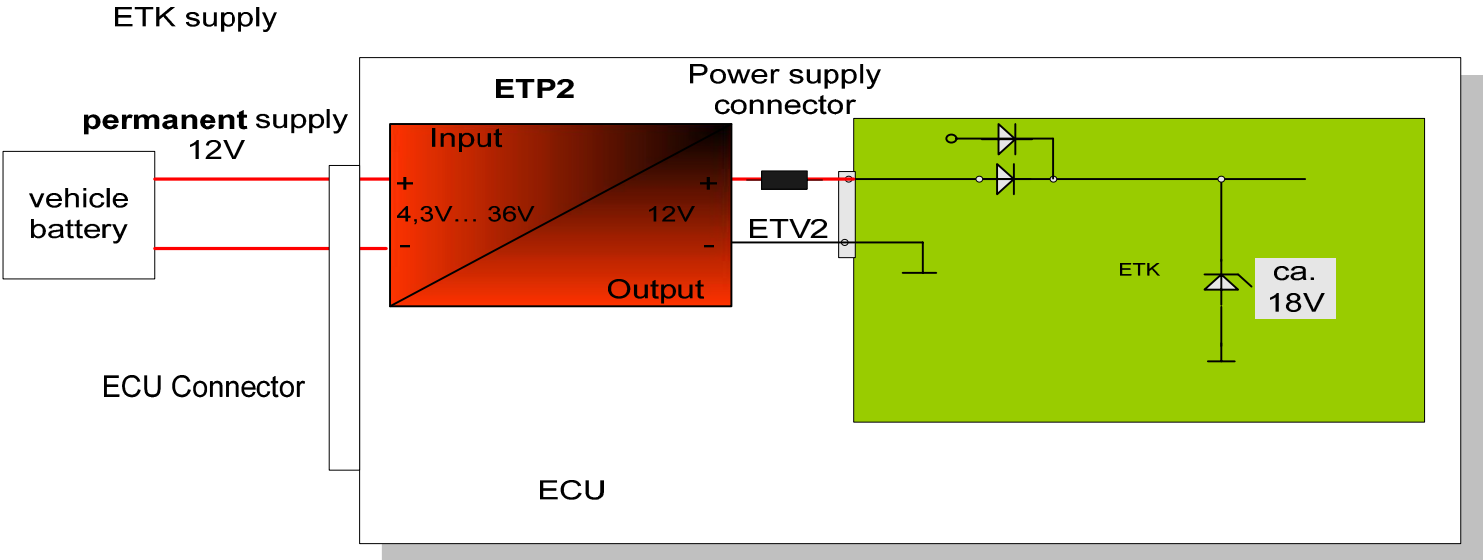 ETK supply
ETP2
Power supply
connector
permanent supply
12V
Input
vehicle
battery
+
+
4,3V... 36V
12V
ETV2
-
-
Output
ETK
ca.
18V
ECU Connector
ECU